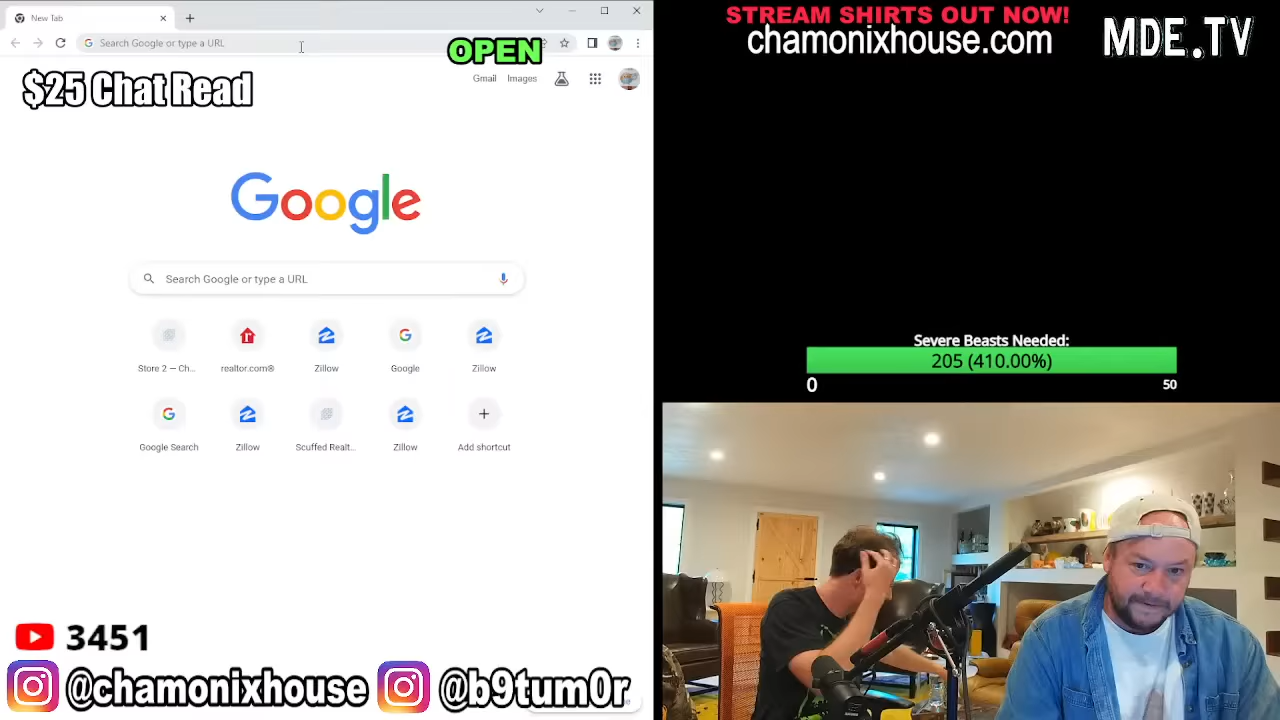 New Tab
Search Google or type a URL
OPEN
Gmail
Images
$25 Chat Read
Google
Search Google or type a URL
Store 2 — Ch...
realtor.com®
Zillow
Google
Zillow
Google Search
Zillow
Scuffed Realt...
Zillow
Add shortcut
3451
@chamonixhouse
@b9tum0r
STREAM SHIRTS OUT NOW!
chamonixhouse.com
MDE.TV
Severe Beasts Needed:
205 (410.00%)
0
50